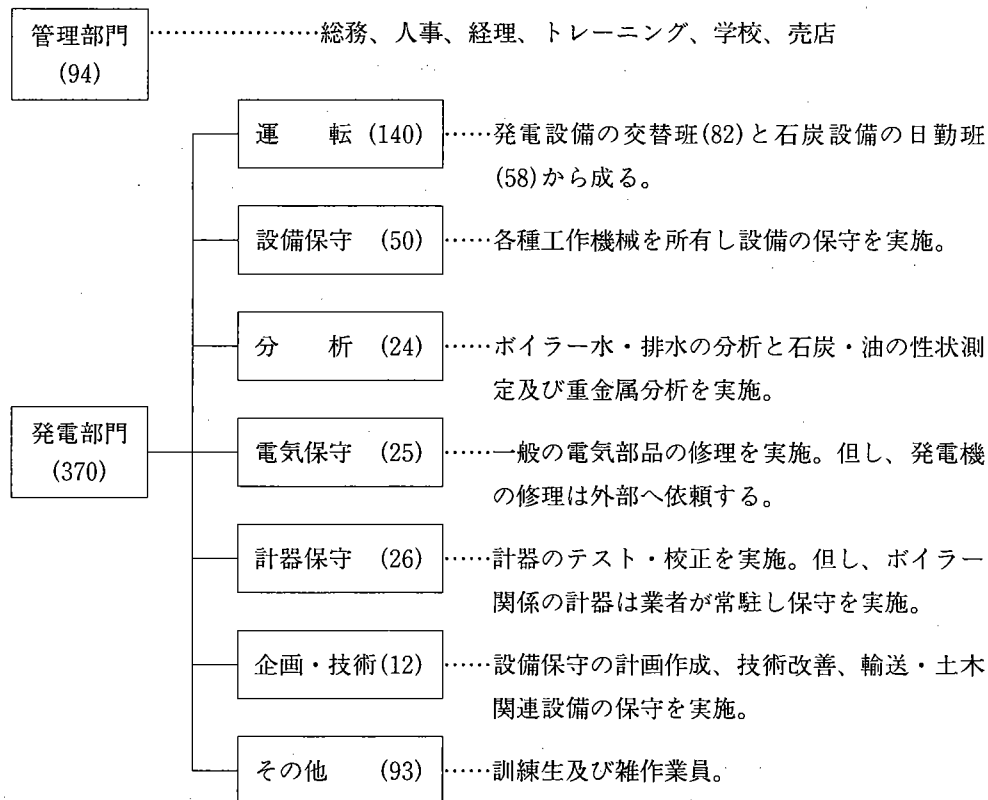 管理部門…………………総務、人事、経理、トレーニング、学校、売店
(94)
運　　転 (140)……発電設備の交替班(82)と石炭設備の日勤班
(58)から成る。
設備保守 (50)……各種工作機械を所有し設備の保守を実施。
分　　析 (24)……ボイラー水・排水の分析と石炭・油の性状測
定及び重金属分析を実施。
発電部門
(370)
電気保守 (25)……一般の電気部品の修理を実施。但し、発電機
の修理は外部へ依頼する。
計器保守 (26)……計器のテスト・校正を実施。但し、ボイラー
関係の計器は業者が常駐し保守を実施。
企画・技術(12)……設備保守の計画作成、技術改善、輸送・土木
関連設備の保守を実施。
その他 (93)……訓練生及び雑作業員。